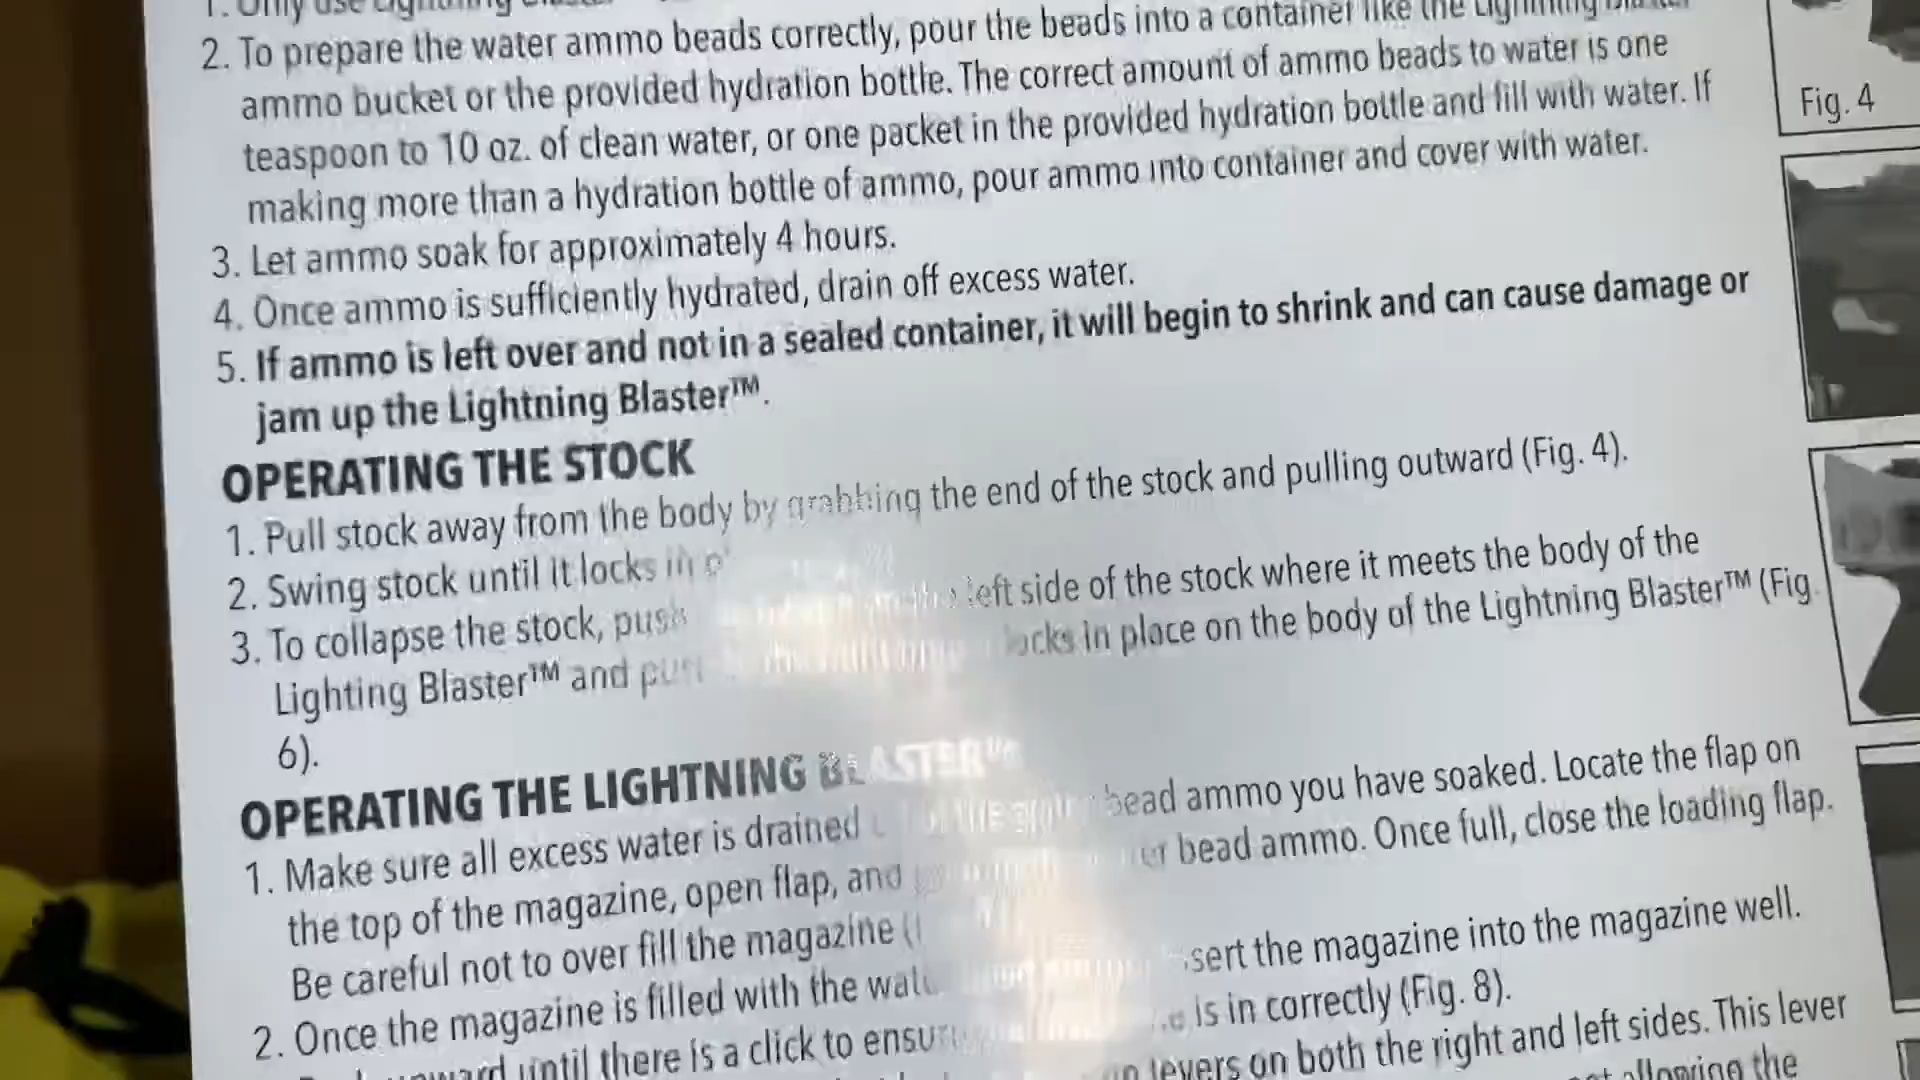 1. Only use Lightning Blaster
2. To prepare the water ammo beads correctly, pour the beads into a container like the Lightning Blaster
ammo bucket or the provided hydration bottle. The correct amount of ammo beads to water is one
teaspoon to 10 oz. of clean water, or one packet in the provided hydration bottle and fill with water. If
making more than a hydration bottle of ammo, pour ammo into container and cover with water.
3. Let ammo soak for approximately 4 hours.
4. Once ammo is sufficiently hydrated, drain off excess water.
5. If ammo is left over and not in a sealed container, it will begin to shrink and can cause damage or
jam up the Lightning Blaster™.
OPERATING THE STOCK
1. Pull stock away from the body by grabbing the end of the stock and pulling outward (Fig. 4).
2. Swing stock until it locks in
3. To collapse the stock, push left side of the stock where it meets the body of the
Lighting Blaster™ and locks in place on the body of the Lightning Blaster™ (Fig.
6).
OPERATING THE LIGHTNING BLASTER™
1. Make sure all excess water is drained bead ammo you have soaked. Locate the flap on
the top of the magazine, open flap, and bead ammo. Once full, close the loading flap.
Be careful not to over fill the magazine
2. Once the magazine is filled with the the magazine into the magazine well.
until there is a click to is in correctly (Fig. 8).
levers on both the right and left sides. This lever
allowing the
Fig. 4